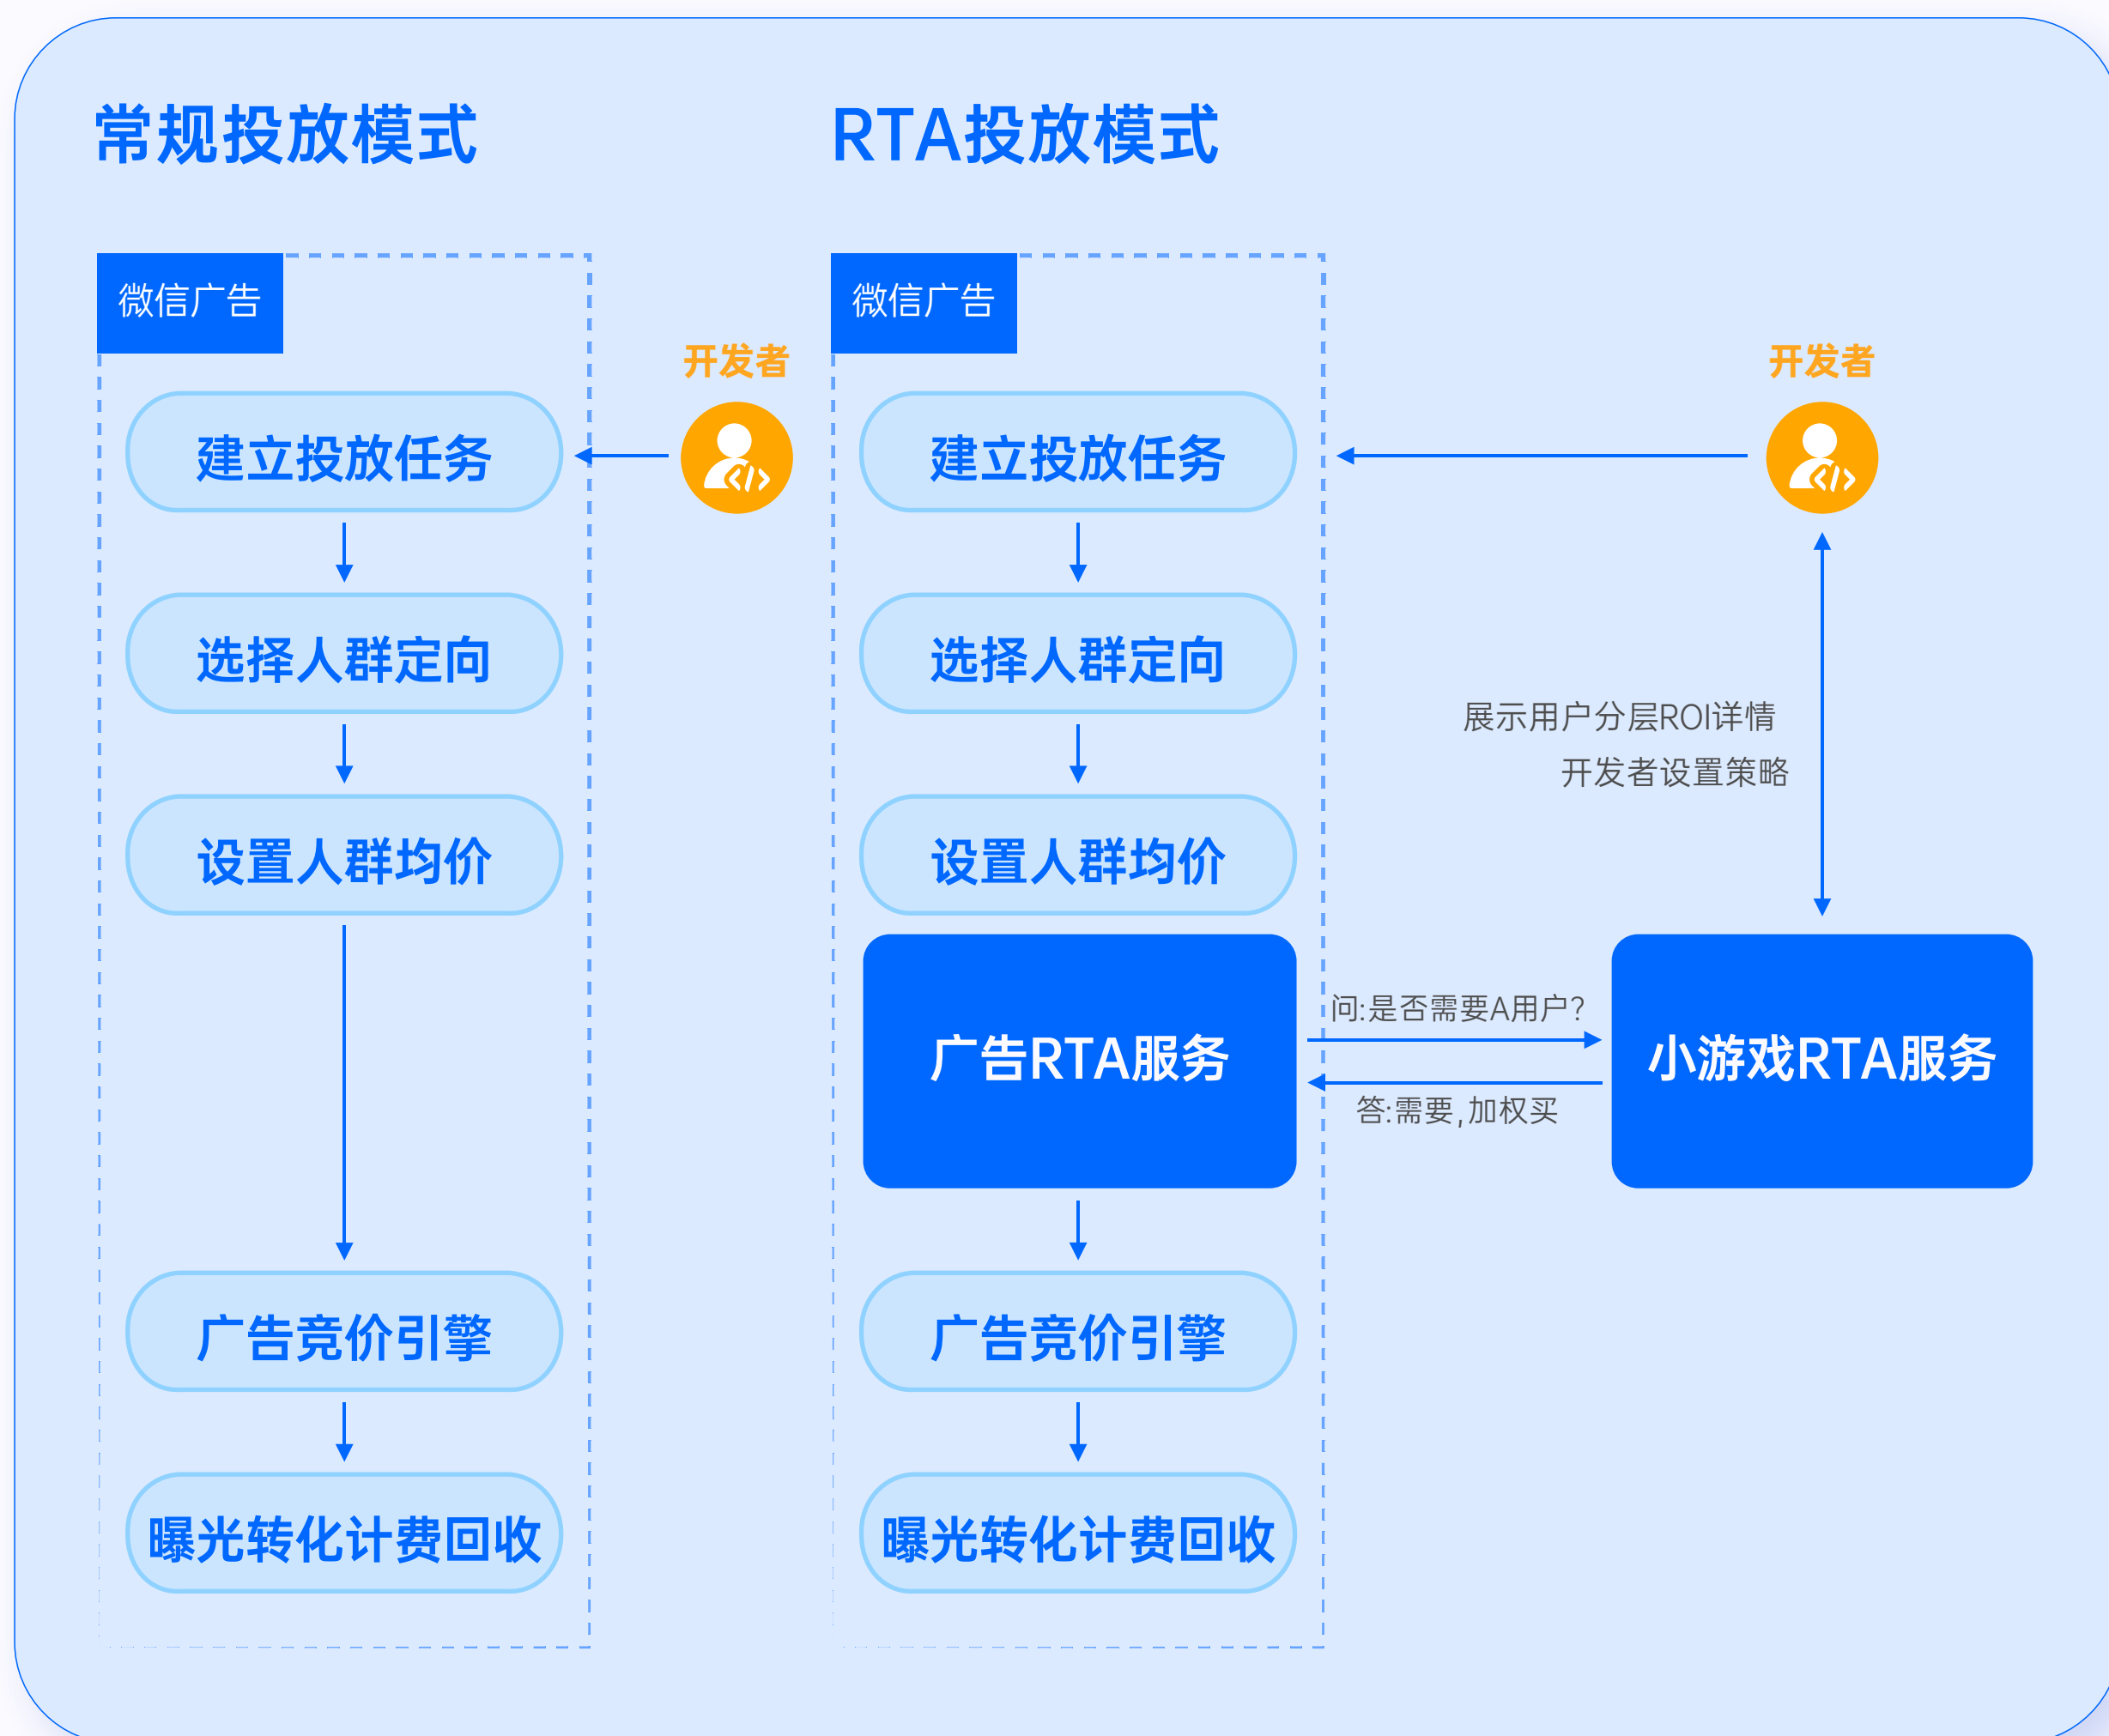 常规投放模式
RTA投放模式
微信广告
开发者
建立投放任务
选择人群定向
设置人群均价
广告竞价引擎
曝光转化计费回收
微信广告
开发者
建立投放任务
选择人群定向
设置人群均价
展示用户分层ROI详情
开发者设置策略
广告RTA服务
问:是否需要A用户?
答:需要,加权买
小游戏RTA服务
广告竞价引擎
曝光转化计费回收